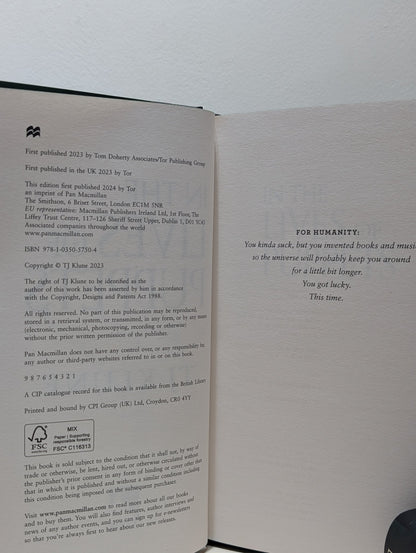 First published 2023 by Tom Doherty Associates/Tor Publishing Group
First published in the UK 2023 by Tor
This edition first published 2024 by Tor
an imprint of Pan Macmillan
The Smithson, 6 Briset Street, London EC1M 5NR
EU representative: Macmillan Publishers Ireland Ltd, 1st Floor, The
Liffey Trust Centre, 117–126 Sheriff Street Upper, Dublin 1, D01 YC43
Associated companies throughout the world
www.panmacmillan.com
ISBN 978-1-0350-5750-4
Copyright © TJ Klune 2023
The right of TJ Klune to be identified as the
author of this work has been asserted by him in accordance
with the Copyright, Designs and Patents Act 1988.
All rights reserved. No part of this publication may be reproduced,
stored in a retrieval system, or transmitted, in any form, or by any means
(electronic, mechanical, photocopying, recording or otherwise)
without the prior written permission of the publisher.
Pan Macmillan does not have any control over, or any responsibility for,
any author or third-party websites referred to in or on this book.
9 8 7 6 5 4 3 2 1
A CIP catalogue record for this book is available from the British Library.
Printed and bound by CPI Group (UK) Ltd, Croydon, CR0 4YY
FSC
www.fsc.org
MIX
Paper | Supporting
responsible forestry
FSC® C116313
This book is sold subject to the condition that it shall not, by way of
trade or otherwise, be lent, hired out, or otherwise circulated without
the publisher's prior consent in any form of binding or cover other than
that in which it is published and without a similar condition including
this condition being imposed on the subsequent purchaser.
Visit www.panmacmillan.com to read more about all our books
and to buy them. You will also find features, author interviews and
news of any author events, and you can sign up for e-newsletters
so that you're always first to hear about our new releases.
FOR HUMANITY:
You kinda suck, but you invented books and music
so the universe will probably keep you around
for a little bit longer.
You got lucky.
This time.